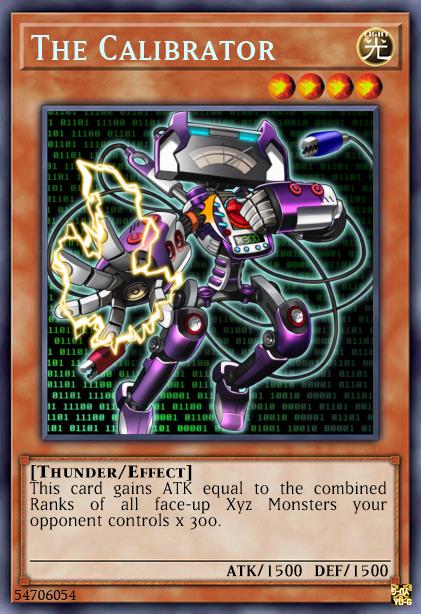 THE CALIBRATOR
LIGHT
光
[THUNDER/EFFECT]
This card gains ATK equal to the combined
Ranks of all face-up Xyz Monsters your
opponent controls x 300.
ATK/1500 DEF/1500
54706054